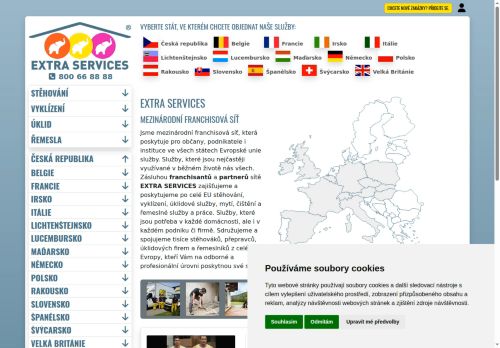 CHCETE NOVÉ ZAKÁZKY? PŘIDEJTE SE.
®
EXTRA SERVICES
800 66 88 88
STĚHOVÁNÍ
VYKLÍZENÍ
ÚKLID
ŘEMESLA
ČESKÁ REPUBLIKA
BELGIE
FRANCIE
IRSKO
ITÁLIE
LICHTENŠTEJNSKO
LUCEMBURSKO
MAĎARSKO
NĚMECKO
POLSKO
RAKOUSKO
SLOVENSKO
ŠPANĚLSKO
ŠVÝCARSKO
VELKÁ BRITÁNIE
VYBERTE STÁT, VE KTERÉM CHCETE OBJEDNAT NAŠE SLUŽBY:
Česká republika Belgie Francie Irsko Itálie
Lichtenštejnsko Lucembursko Maďarsko Německo Polsko
Rakousko Slovensko Španělsko Švýcarsko Velká Británie
EXTRA SERVICES
MEZINÁRODNÍ FRANCHISOVÁ SÍŤ
Jsme mezinárodní franchisová síť, která
poskytuje pro občany, podnikatele i
instituce ve všech státech Evropské unie
služby. Služby, které jsou nejčastěji
využívané v běžném životě nás všech.
Zásluhou franchisantů a partnerů sítě
EXTRA SERVICES zajišťujeme a
poskytujeme po celé EU stěhování,
vyklízení, úklidové služby, mytí, čištění a
řemeslné služby a práce. Služby, které
jsou potřeba v každé domácnosti, ale i v
každém podniku či firmě. Sdružujeme a
spojujeme tisíce stěhováků, přepravců,
úklidových firem a řemeslníků z celé
Evropy, kteří Vám na odborné a
profesionální úrovni poskytnou své
Používáme soubory cookies
Tyto webové stránky používají soubory cookies a další sledovací nástroje s
cílem vylepšení uživatelského prostředí, zobrazení přizpůsobeného obsahu a
reklam, analýzy návštěvnosti webových stránek a zjištění zdroje návštěvnosti.
Souhlasím Odmítám Upravit mé předvolby